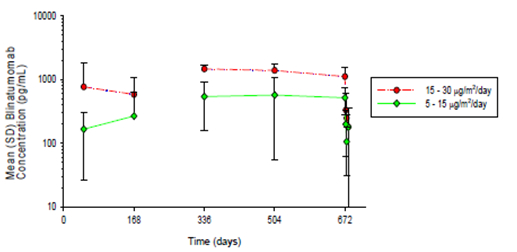 Mean (SD) Blinatumomab
Concentration (pg/mL)
10000
1000
100
10
0
168
336
504
672
Time (days)
15 - 30 µg/m²/day
5 - 15 µg/m²/day